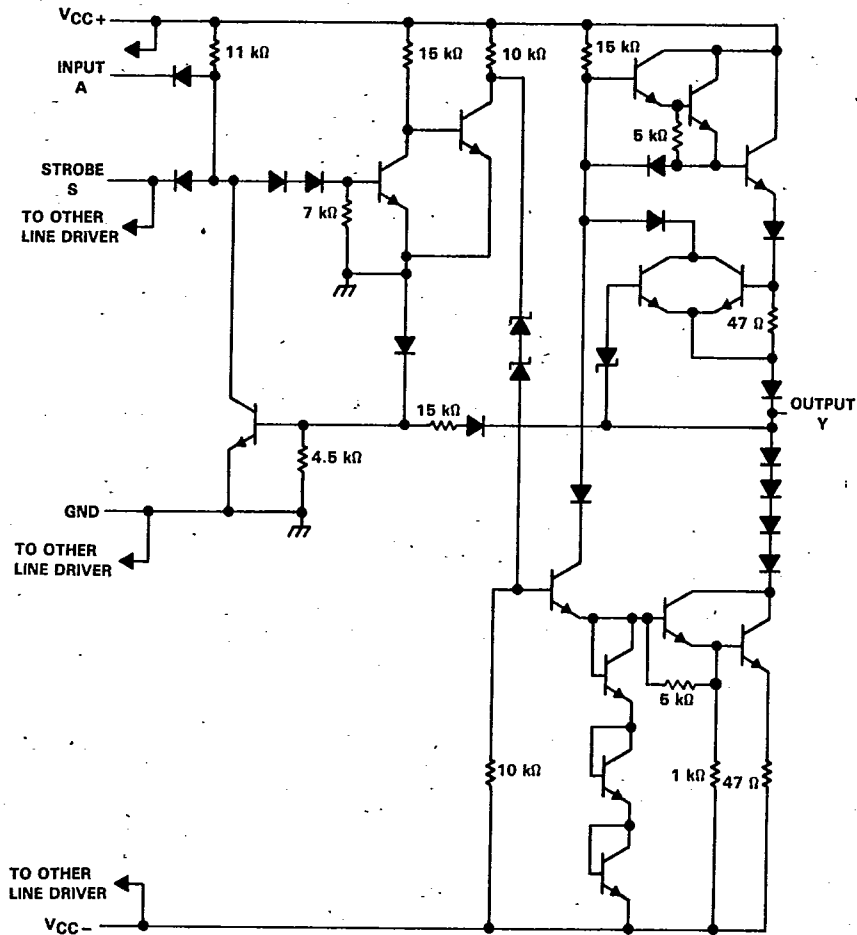 VCC+
11 kΩ
15 kΩ
10 kΩ
15 kΩ
INPUT
A
5 kΩ
STROBE
S
7 kΩ
TO OTHER
LINE DRIVER
47 Ω
15 kΩ
OUTPUT
Y
4.5 kΩ
GND
TO OTHER
LINE DRIVER
5 kΩ
10 kΩ
1 kΩ
47 Ω
TO OTHER
LINE DRIVER
VCC−